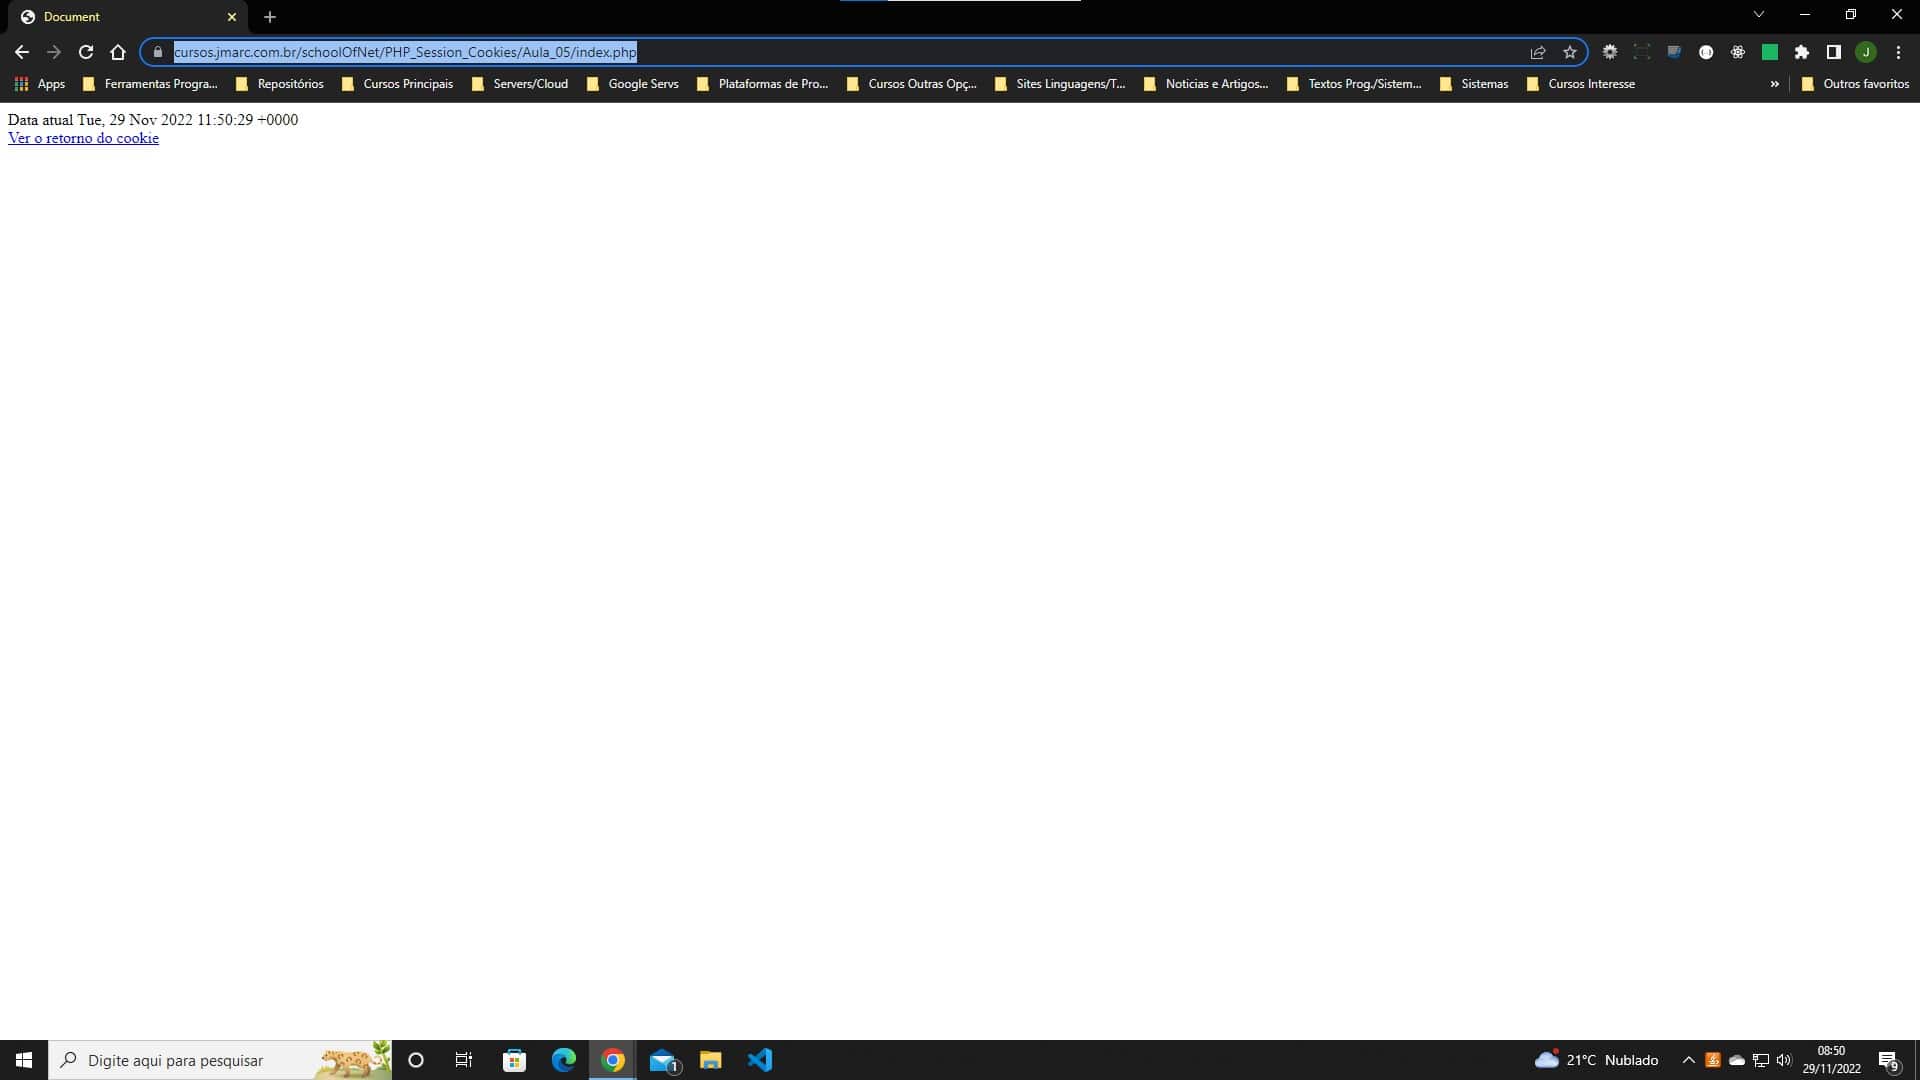 Document
cursos.jmarc.com.br/schoolOfNet/PHP_Session_Cookies/Aula_05/index.php
J
Apps Ferramentas Progra... Repositórios Cursos Principais Servers/Cloud Google Servs Plataformas de Pro... Cursos Outras Opç... Sites Linguagens/T... Noticias e Artigos... Textos Prog./Sistem... Sistemas Cursos Interesse » Outros favoritos
Data atual Tue, 29 Nov 2022 11:50:29 +0000
Ver o retorno do cookie
Digite aqui para pesquisar 1 21°C Nublado 08:50
29/11/2022 9